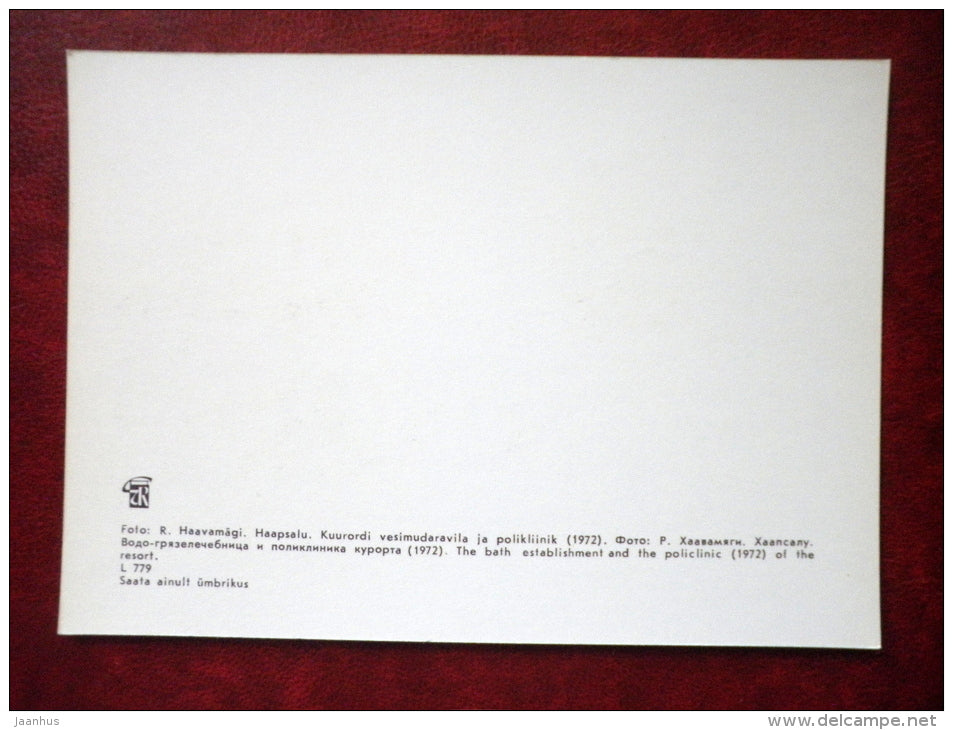 ZK
Foto: R. Haavamägi. Haapsalu. Kuurordi vesimudaravila ja polikliinik (1972). Фото: Р. Хаавамяги. Хаапсалу.
Водо-грязелечебница и поликлиника курорта (1972). The bath establishment and the policlinic (1972) of the
resort.
L 779
Saata ainult ümbrikus
jaanhus
www.delcampe.net